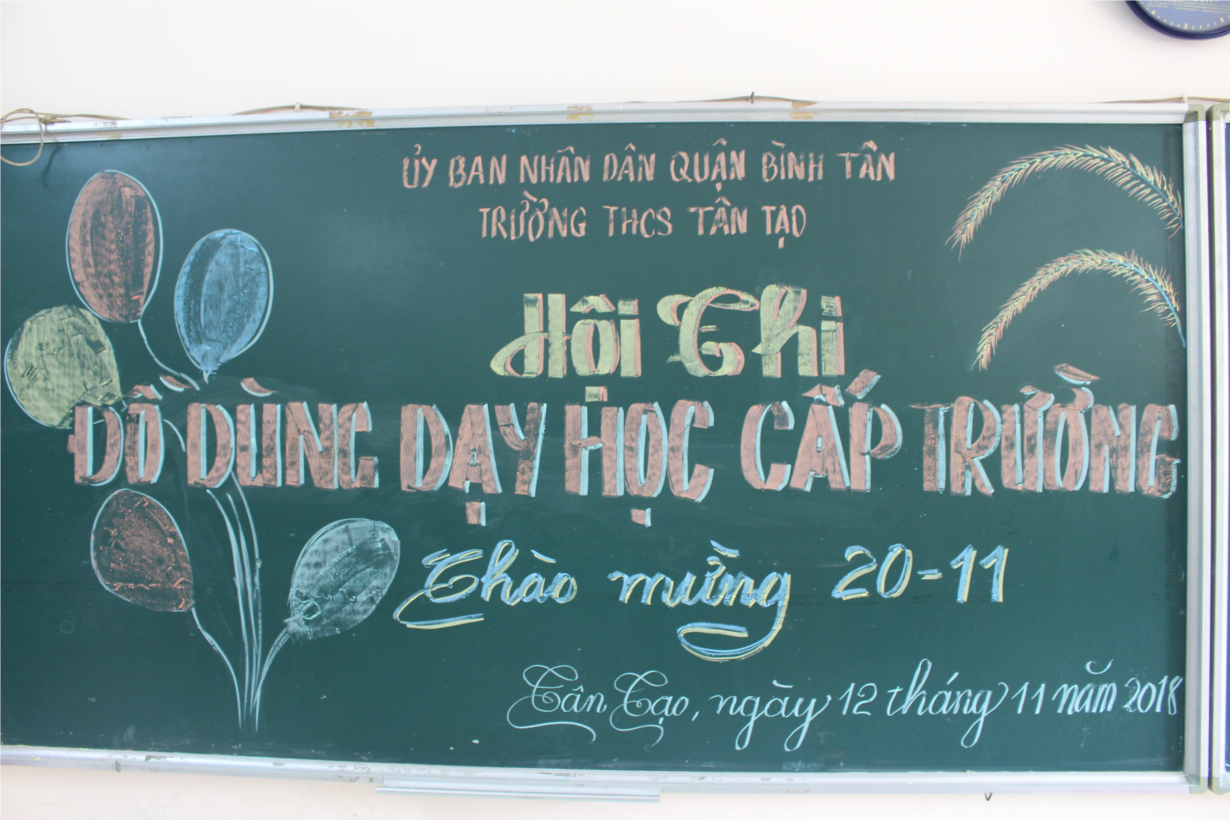 ỦY BAN NHÂN DÂN QUẬN BÌNH TÂN
TRƯỜNG THCS TÂN TẠO
Hội Thi
ĐỒ DÙNG DẠY HỌC CẤP TRƯỜNG
Chào mừng 20-11
Tân Tạo, ngày 12 tháng 11 năm 2018